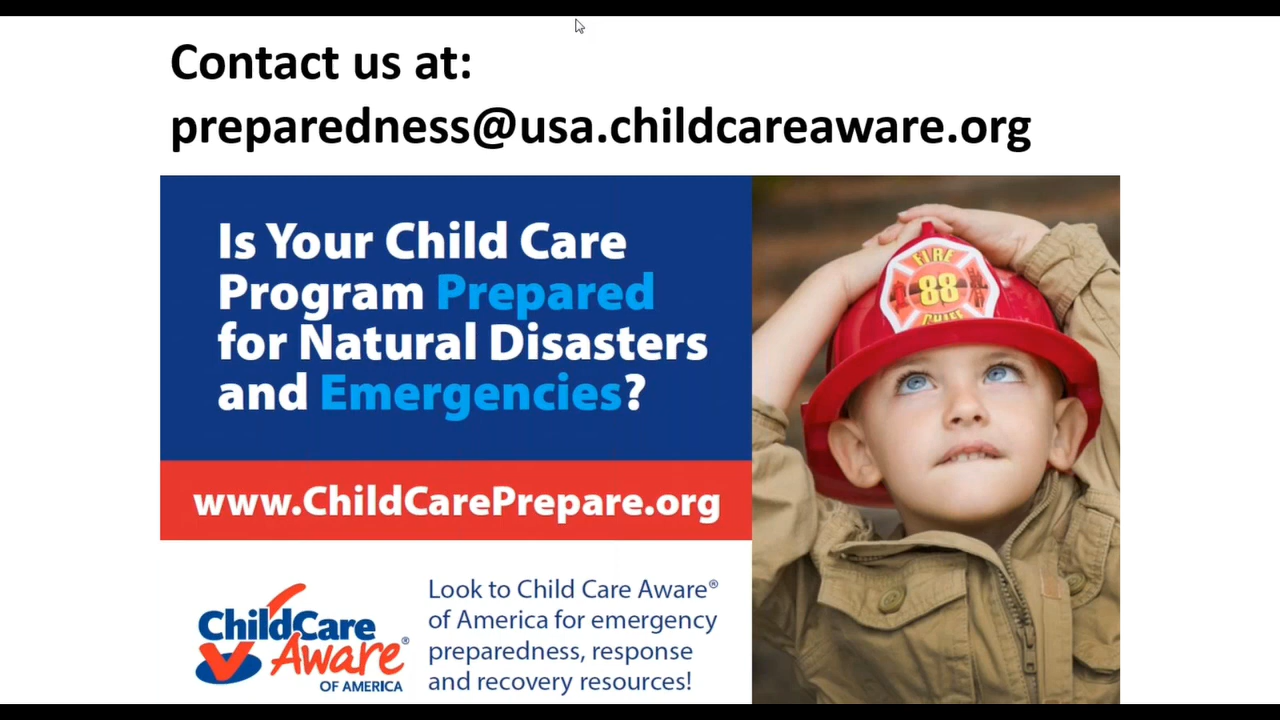 Contact us at:
preparedness@usa.childcareaware.org
Is Your Child Care
Program Prepared
for Natural Disasters
and Emergencies?
www.ChildCarePrepare.org
ChildCare
Aware®
OF AMERICA
Look to Child Care Aware®
of America for emergency
preparedness, response
and recovery resources!
FIRE
88
CHIEF